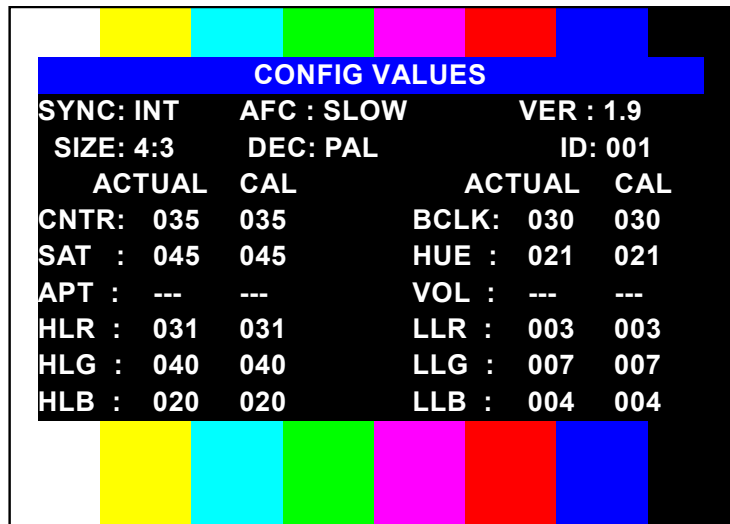 CONFIG VALUES
SYNC: INT AFC : SLOW VER : 1.9
SIZE: 4:3 DEC: PAL ID: 001
ACTUAL CAL ACTUAL CAL
CNTR: 035 035 BCLK: 030 030
SAT : 045 045 HUE : 021 021
APT : --- --- VOL : --- ---
HLR : 031 031 LLR : 003 003
HLG : 040 040 LLG : 007 007
HLB : 020 020 LLB : 004 004